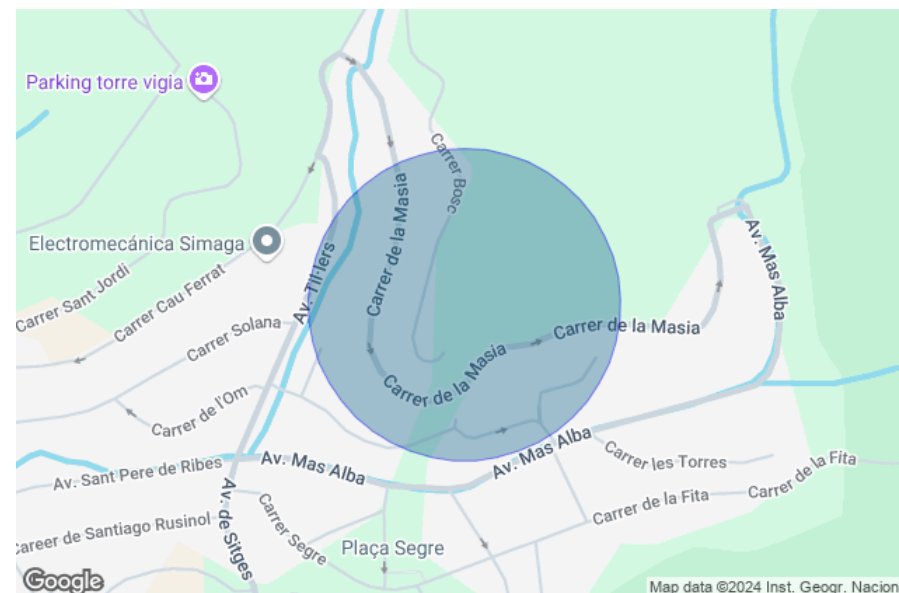 Parking torre vigia
Carrer Bosc
Carrer de la Masia
Electromecánica Simaga
Av. Til·lers
Av. Mas Alba
Carrer Sant Jordi
Carrer Cau Ferrat
Carrer Solana
Carrer de la Masia
Carrer de la Masia
Carrer de l'Om
Av. Mas Alba
Av. Mas Alba
Carrer les Torres
Av. Sant Pere de Ribes
Carrer de la Fita
Carrer de la Fita
Av. de Sitges
Carrer Segre
Career de Santiago Rusinol
Plaça Segre
Google
Map data ©2024 Inst. Geogr. Nacion